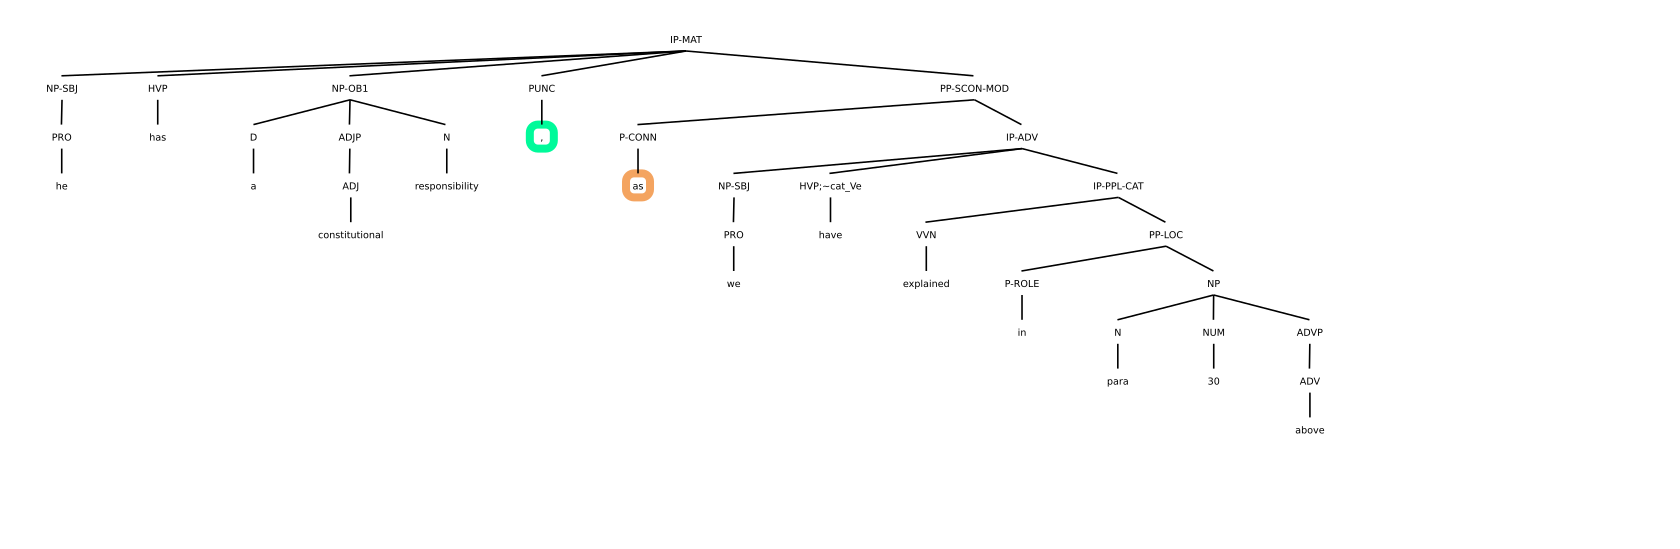 IP-MAT
NP-SBJ HVP NP-OB1 PUNC PP-SCON-MOD
PRO has D ADJP N , P-CONN IP-ADV
he a ADJ responsibility as NP-SBJ HVP;~cat_Ve IP-PPL-CAT
constitutional PRO have VVN PP-LOC
we explained P-ROLE NP
in N NUM ADVP
para 30 ADV
above